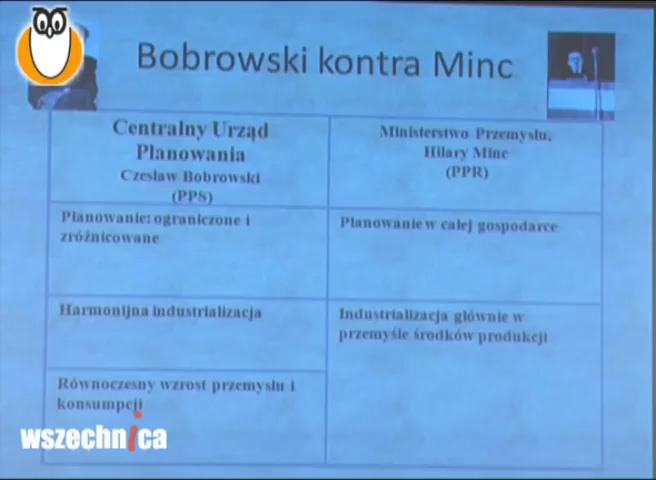 Bobrowski kontra Minc
Centralny Urząd
Planowania
Czesław Bobrowski
(PPS)
Ministerstwo Przemysłu,
Hilary Minc
(PPR)
Planowanie: ograniczone i
zróżnicowane
Planowanie w całej gospodarce
Harmonijna industrializacja
Industrializacja głównie w
przemyśle środków produkcji
Równoczesny wzrost przemysłu i
konsumpcji
wszechnica